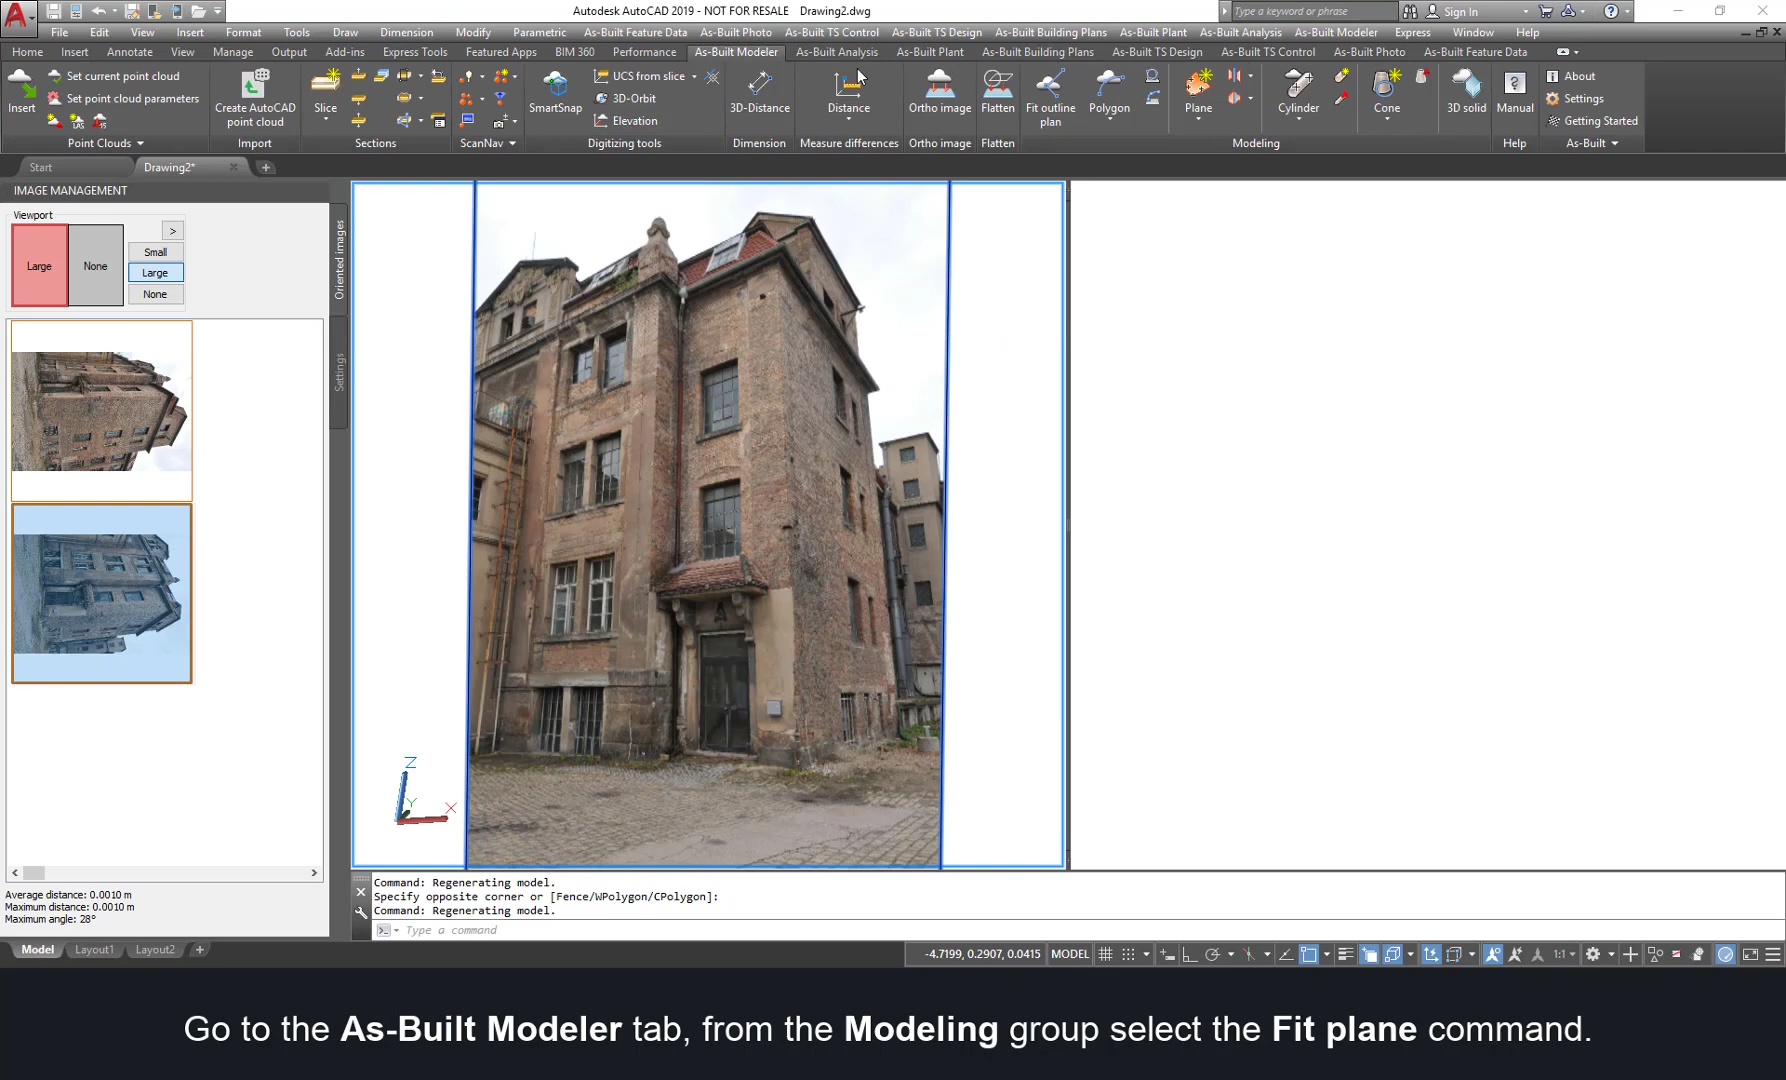 Autodesk AutoCAD 2019 - NOT FOR RESALE Drawing2.dwg
Type a keyword or phrase
Sign In
File Edit View Insert Format Tools Draw Dimension Modify Parametric As-Built Feature Data As-Built Photo As-Built TS Control As-Built TS Design As-Built Building Plans As-Built Plant As-Built Analysis As-Built Modeler Express Window Help
Home Insert Annotate View Manage Output Add-ins Express Tools Featured Apps BIM 360 Performance As-Built Modeler As-Built Analysis As-Built Plant As-Built Building Plans As-Built TS Design As-Built TS Control As-Built Photo As-Built Feature Data
Insert
Set current point cloud
Set point cloud parameters
Create AutoCAD
point cloud
Slice
SmartSnap
UCS from slice
3D-Orbit
Elevation
3D-Distance
Distance
Ortho image
Flatten
Fit outline
plan
Polygon
Plane
Cylinder
Cone
3D solid
Manual
About
Settings
Getting Started
Point Clouds Import Sections ScanNav Digitizing tools Dimension Measure differences Ortho image Flatten Modeling Help As-Built
Start Drawing2*
IMAGE MANAGEMENT
Viewport
>
Large None
Small
Large
None
Oriented images
Settings
Z
Y
X
Average distance: 0.0010 m
Maximum distance: 0.0010 m
Maximum angle: 28°
Command: Regenerating model.
Specify opposite corner or [Fence/WPolygon/CPolygon]:
Command: Regenerating model.
Type a command
Model Layout1 Layout2
-4.7199, 0.2907, 0.0415 MODEL
1:1
Go to the As-Built Modeler tab, from the Modeling group select the Fit plane command.